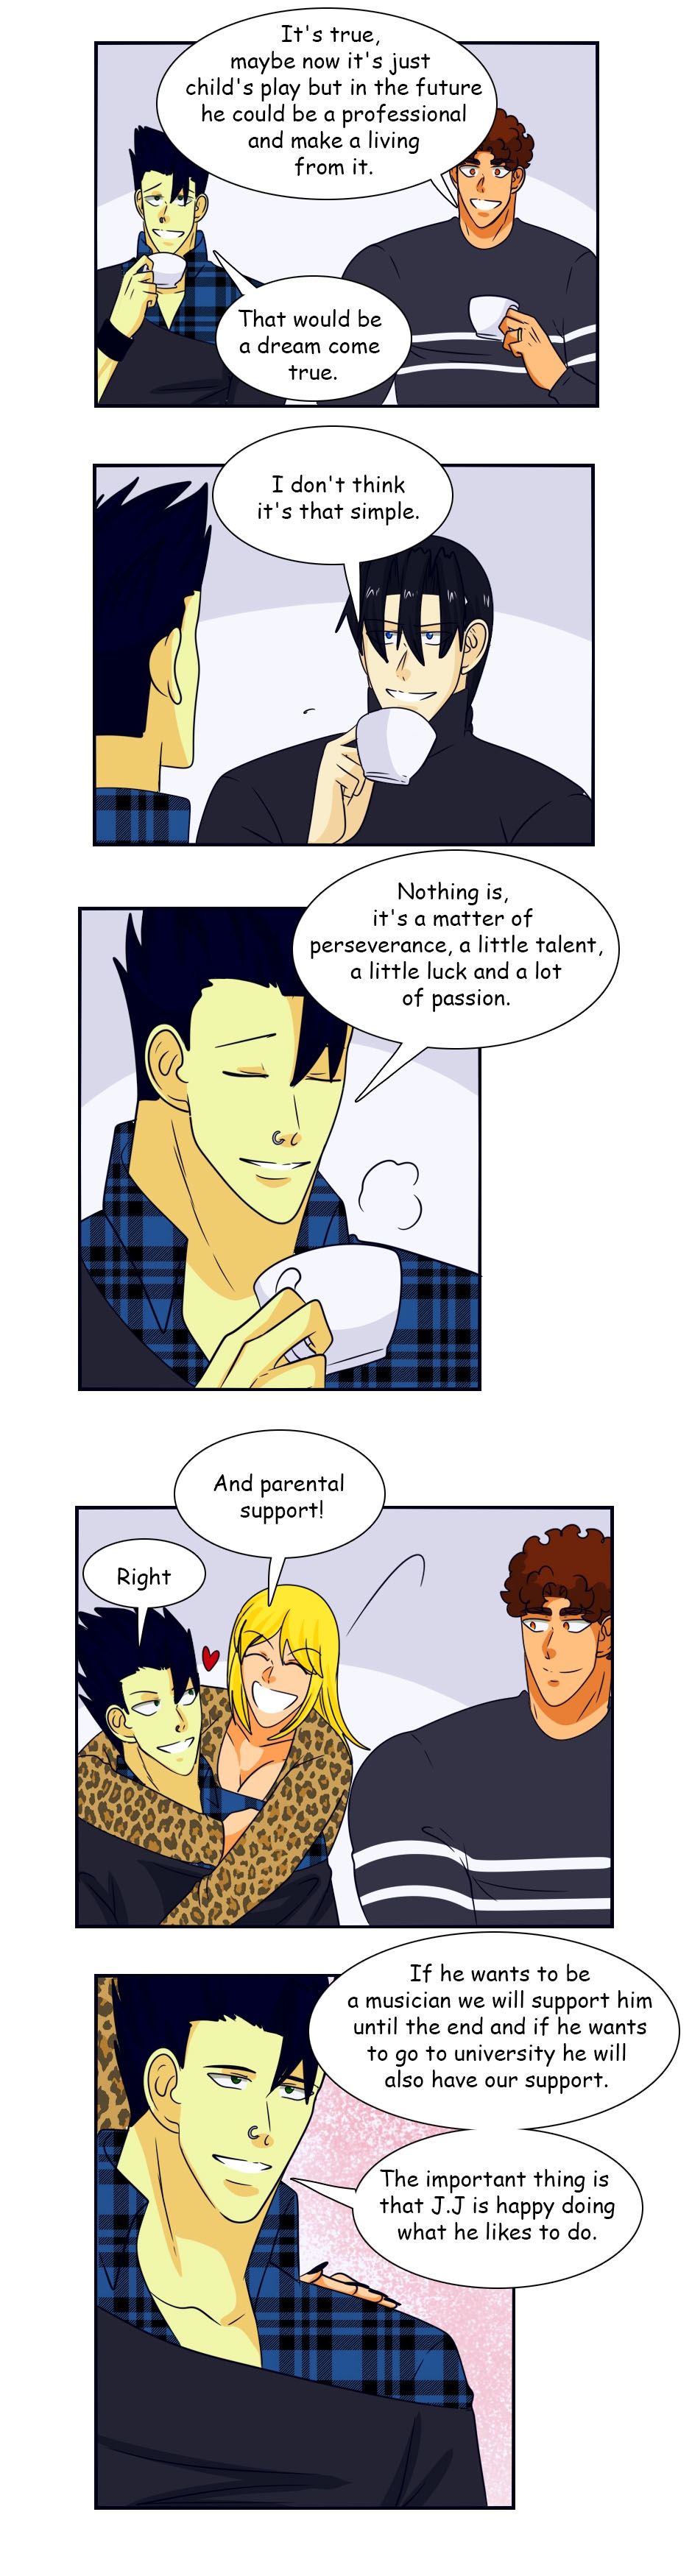 It's true,
maybe now it's just
child's play but in the future
he could be a professional
and make a living
from it.
That would be
a dream come
true.
I don't think
it's that simple.
Nothing is,
it's a matter of
perseverance, a little talent,
a little luck and a lot
of passion.
And parental
support!
Right
If he wants to be
a musician we will support him
until the end and if he wants
to go to university he will
also have our support.
The important thing is
that J.J is happy doing
what he likes to do.